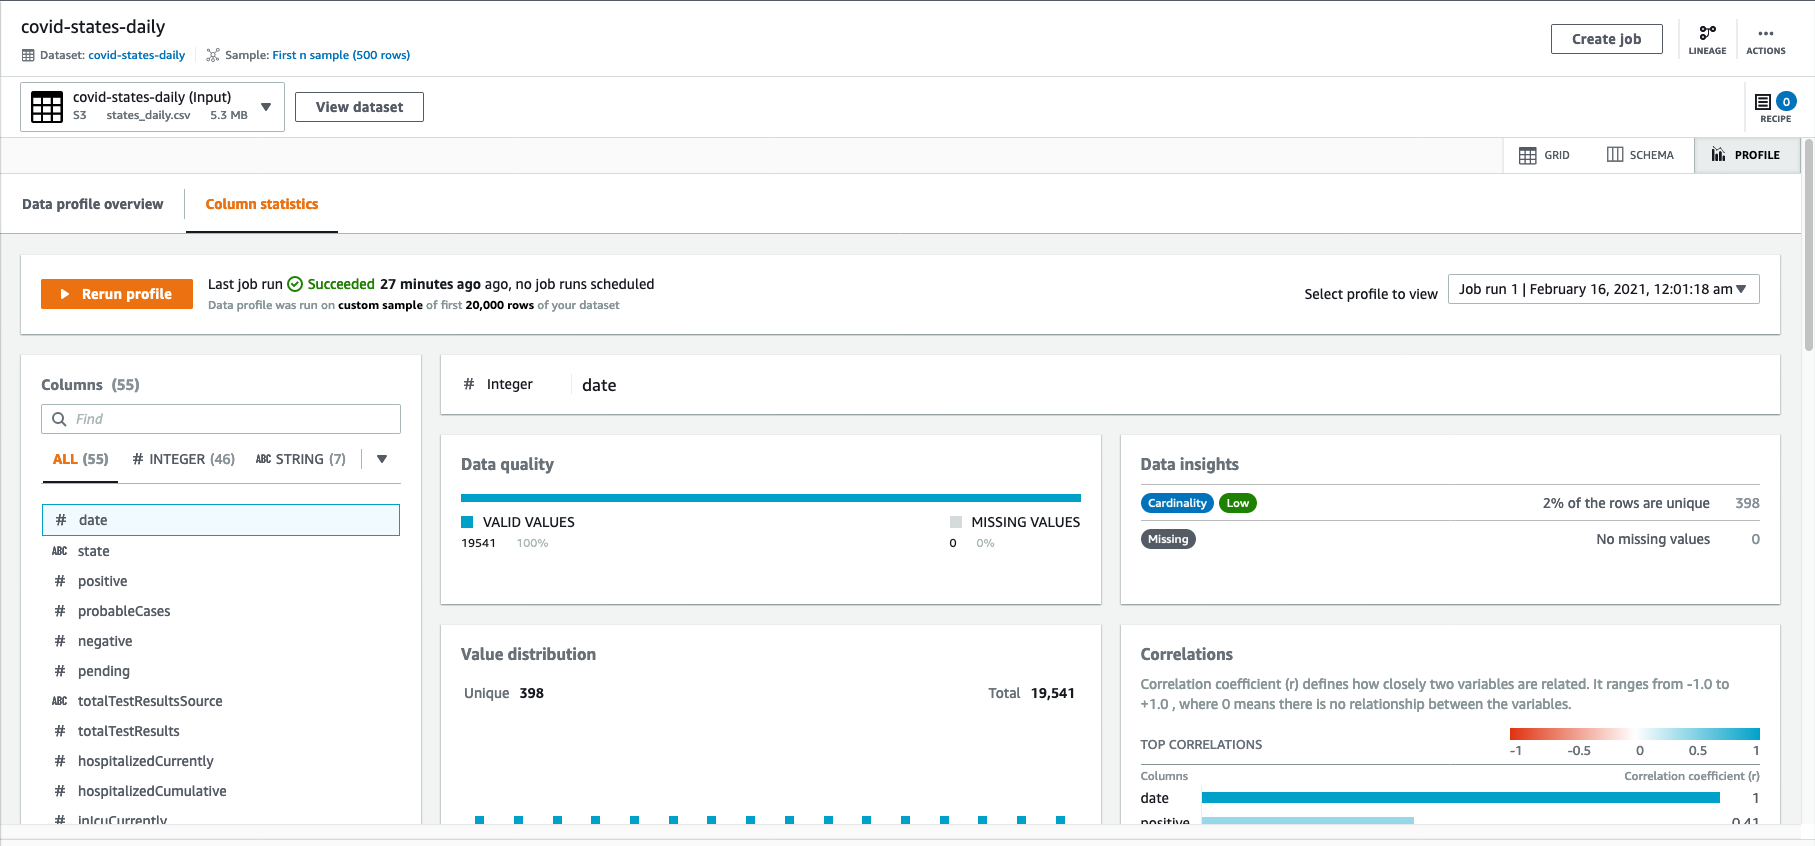 covid-states-daily
Dataset: covid-states-daily Sample: First n sample (500 rows)
Create job
LINEAGE
ACTIONS
covid-states-daily (Input)
S3 states_daily.csv 5.3 MB
View dataset
0
RECIPE
GRID SCHEMA PROFILE
Data profile overview Column statistics
Rerun profile
Last job run Succeeded 27 minutes ago ago, no job runs scheduled
Data profile was run on custom sample of first 20,000 rows of your dataset
Select profile to view Job run 1 | February 16, 2021, 12:01:18 am
Columns (55)
Find
ALL (55) # INTEGER (46) ABC STRING (7)
# date
ABC state
# positive
# probableCases
# negative
# pending
ABC totalTestResultsSource
# totalTestResults
# hospitalizedCurrently
# hospitalizedCumulative
# inIcuCurrently
# Integer date
Data quality
VALID VALUES MISSING VALUES
19541 100% 0 0%
Data insights
Cardinality Low 2% of the rows are unique 398
Missing No missing values 0
Value distribution
Unique 398 Total 19,541
Correlations
Correlation coefficient (r) defines how closely two variables are related. It ranges from -1.0 to
+1.0 , where 0 means there is no relationship between the variables.
TOP CORRELATIONS
-1 -0.5 0 0.5 1
Columns Correlation coefficient (r)
date 1
positive 0.41